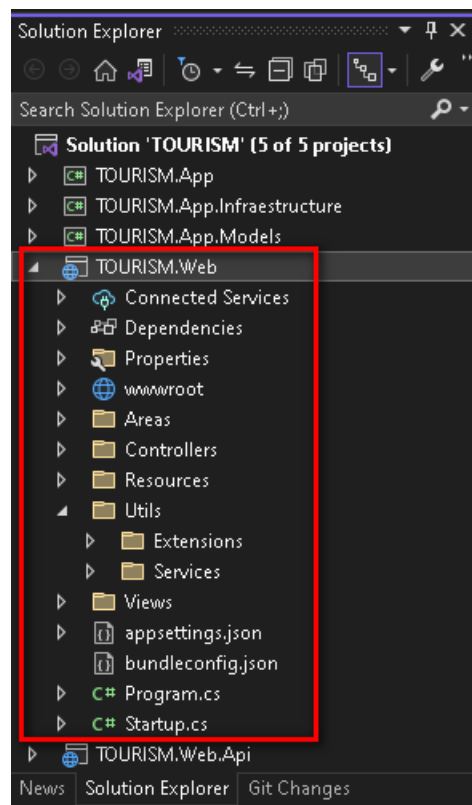 Solution Explorer
Search Solution Explorer (Ctrl+;)
Solution 'TOURISM' (5 of 5 projects)
C# TOURISM.App
C# TOURISM.App.Infraestructure
C# TOURISM.App.Models
TOURISM.Web
Connected Services
Dependencies
Properties
wwwroot
Areas
Controllers
Resources
Utils
Extensions
Services
Views
appsettings.json
bundleconfig.json
C# Program.cs
C# Startup.cs
TOURISM.Web.Api
News Solution Explorer Git Changes